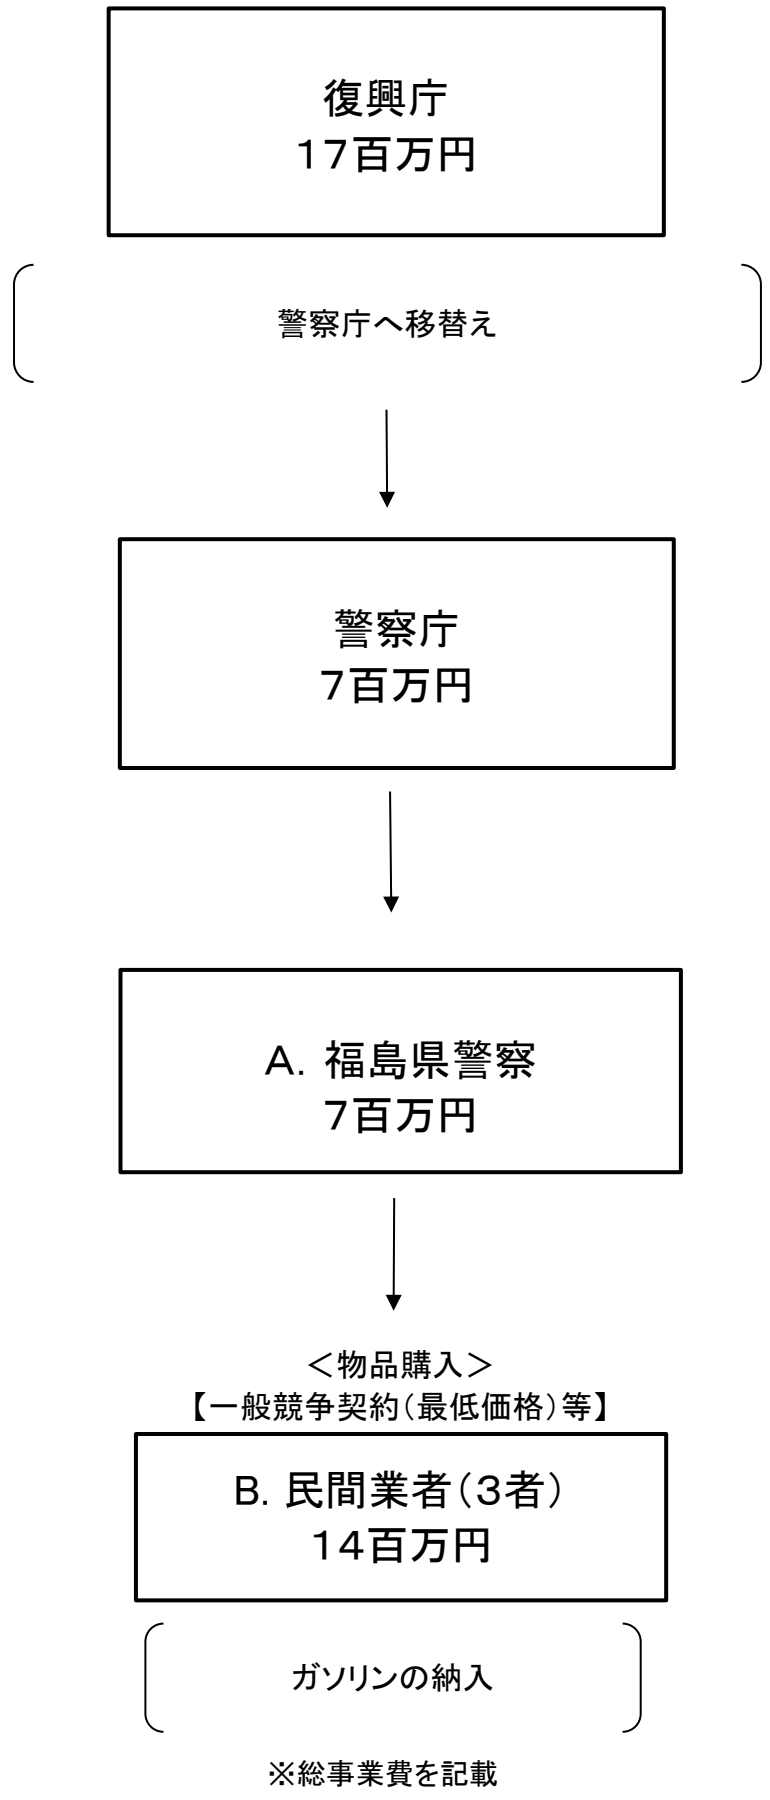 復興庁
１７百万円
警察庁へ移替え
警察庁
７百万円
Ａ．福島県警察
７百万円
＜物品購入＞
【一般競争契約（最低価格）等】
Ｂ．民間業者（３者）
１４百万円
ガソリンの納入
※総事業費を記載